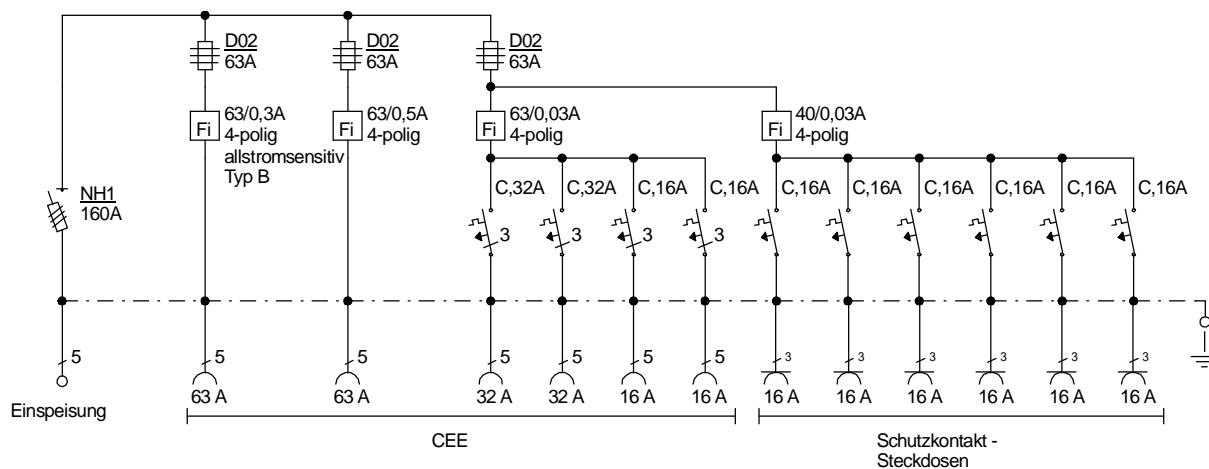 D02
63A
D02
63A
D02
63A
Fi
63/0,3A
4-polig
allstromsensitiv
Typ B
Fi
63/0,5A
4-polig
Fi
63/0,03A
4-polig
Fi
40/0,03A
4-polig
NH1
160A
C,32A
C,32A
C,16A
C,16A
C,16A
C,16A
C,16A
C,16A
C,16A
C,16A
3
3
3
3
5
5
5
5
5
5
5
3
3
3
3
3
3
Einspeisung
63 A
63 A
32 A
32 A
16 A
16 A
16 A
16 A
16 A
16 A
16 A
16 A
CEE
Schutzkontakt -
Steckdosen